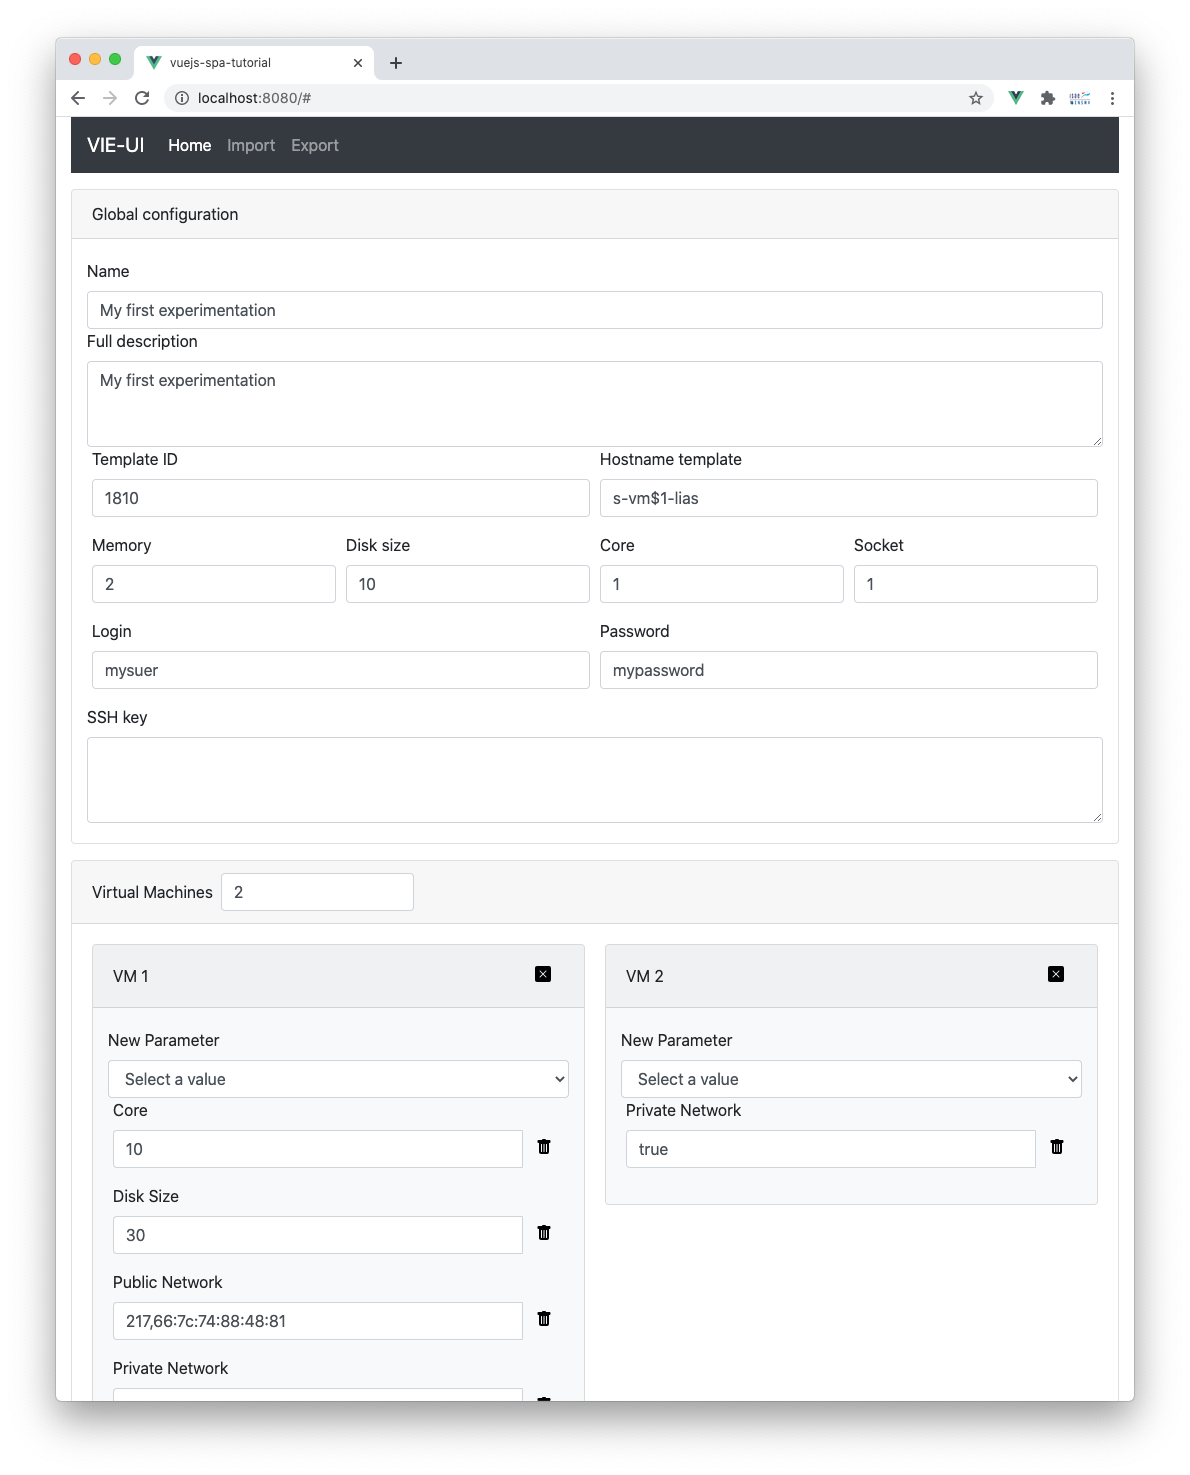 vuejs-spa-tutorial
localhost:8080/#
VIE-UI Home Import Export
Global configuration
Name
My first experimentation
Full description
My first experimentation
Template ID Hostname template
1810 s-vm$1-lias
Memory Disk size Core Socket
2 10 1 1
Login Password
mysuer mypassword
SSH key
Virtual Machines 2
VM 1 VM 2
New Parameter New Parameter
Select a value Select a value
Core Private Network
10 true
Disk Size
30
Public Network
217,66:7c:74:88:48:81
Private Network